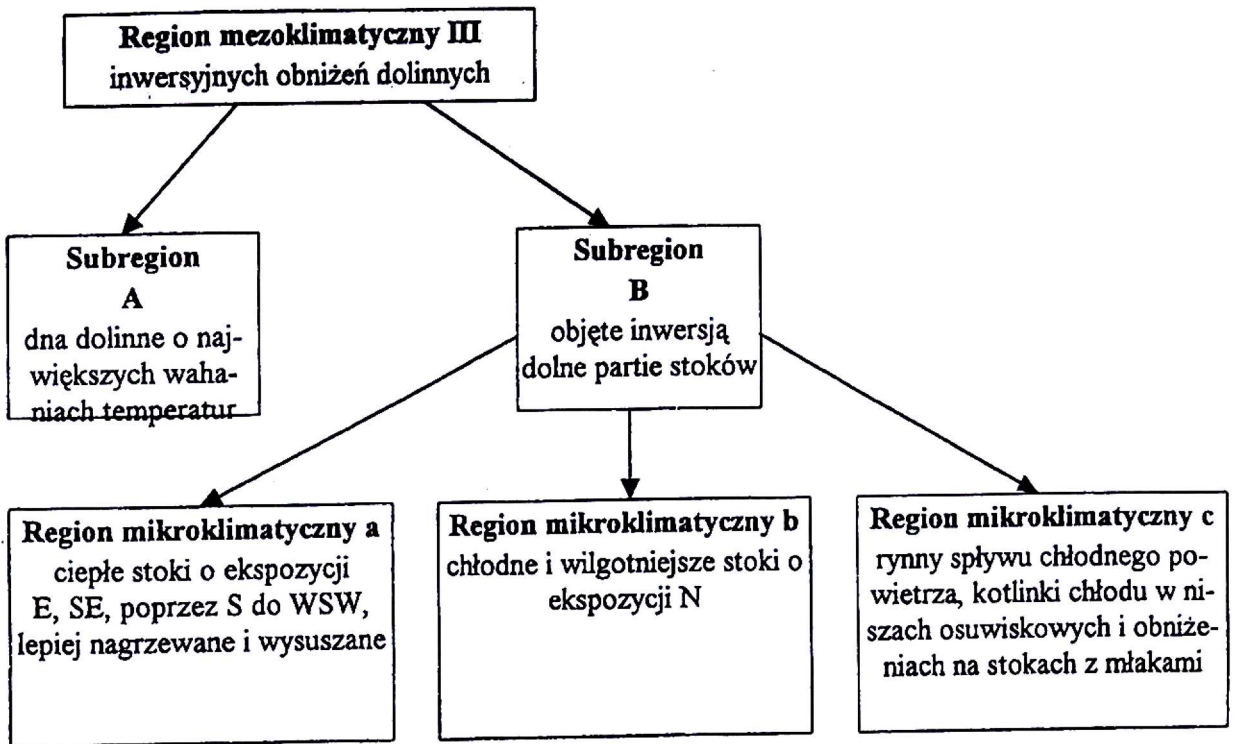 Region mezoklimatyczny III
inwersyjnych obniżeń dolinnych
Subregion
A
dna dolinne o naj-
większych waha-
niach temperatur
Subregion
B
objęte inwersją
dolne partie stoków
Region mikroklimatyczny a
ciepłe stoki o ekspozycji
E, SE, poprzez S do WSW,
lepiej nagrzewane i wysuszane
Region mikroklimatyczny b
chłodne i wilgotniejsze stoki o
ekspozycji N
Region mikroklimatyczny c
rynny spływu chłodnego po-
wietrza, kotlinki chłodu w ni-
szach osuwiskowych i obniże-
niach na stokach z młakami